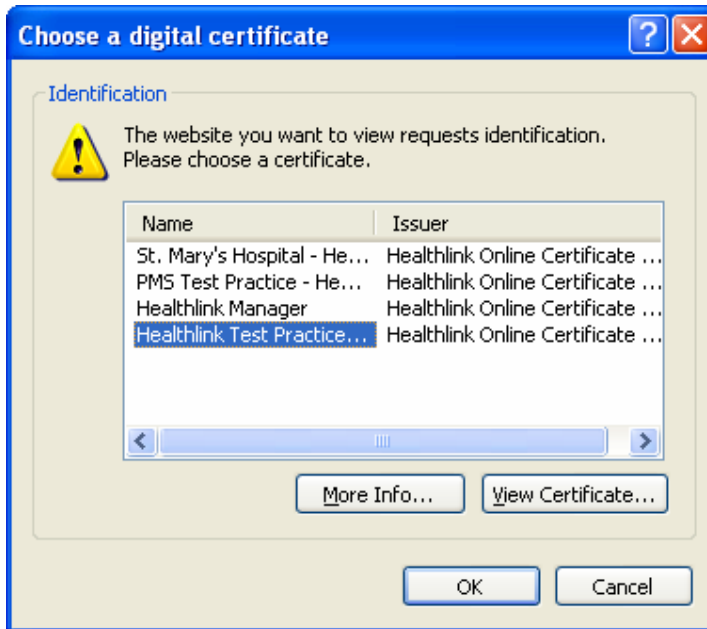 Choose a digital certificate
Identification
The website you want to view requests identification.
Please choose a certificate.
Name Issuer
St. Mary's Hospital - He... Healthlink Online Certificate ...
PMS Test Practice - He... Healthlink Online Certificate ...
Healthlink Manager Healthlink Online Certificate ...
Healthlink Test Practice... Healthlink Online Certificate ...
More Info... View Certificate...
OK Cancel